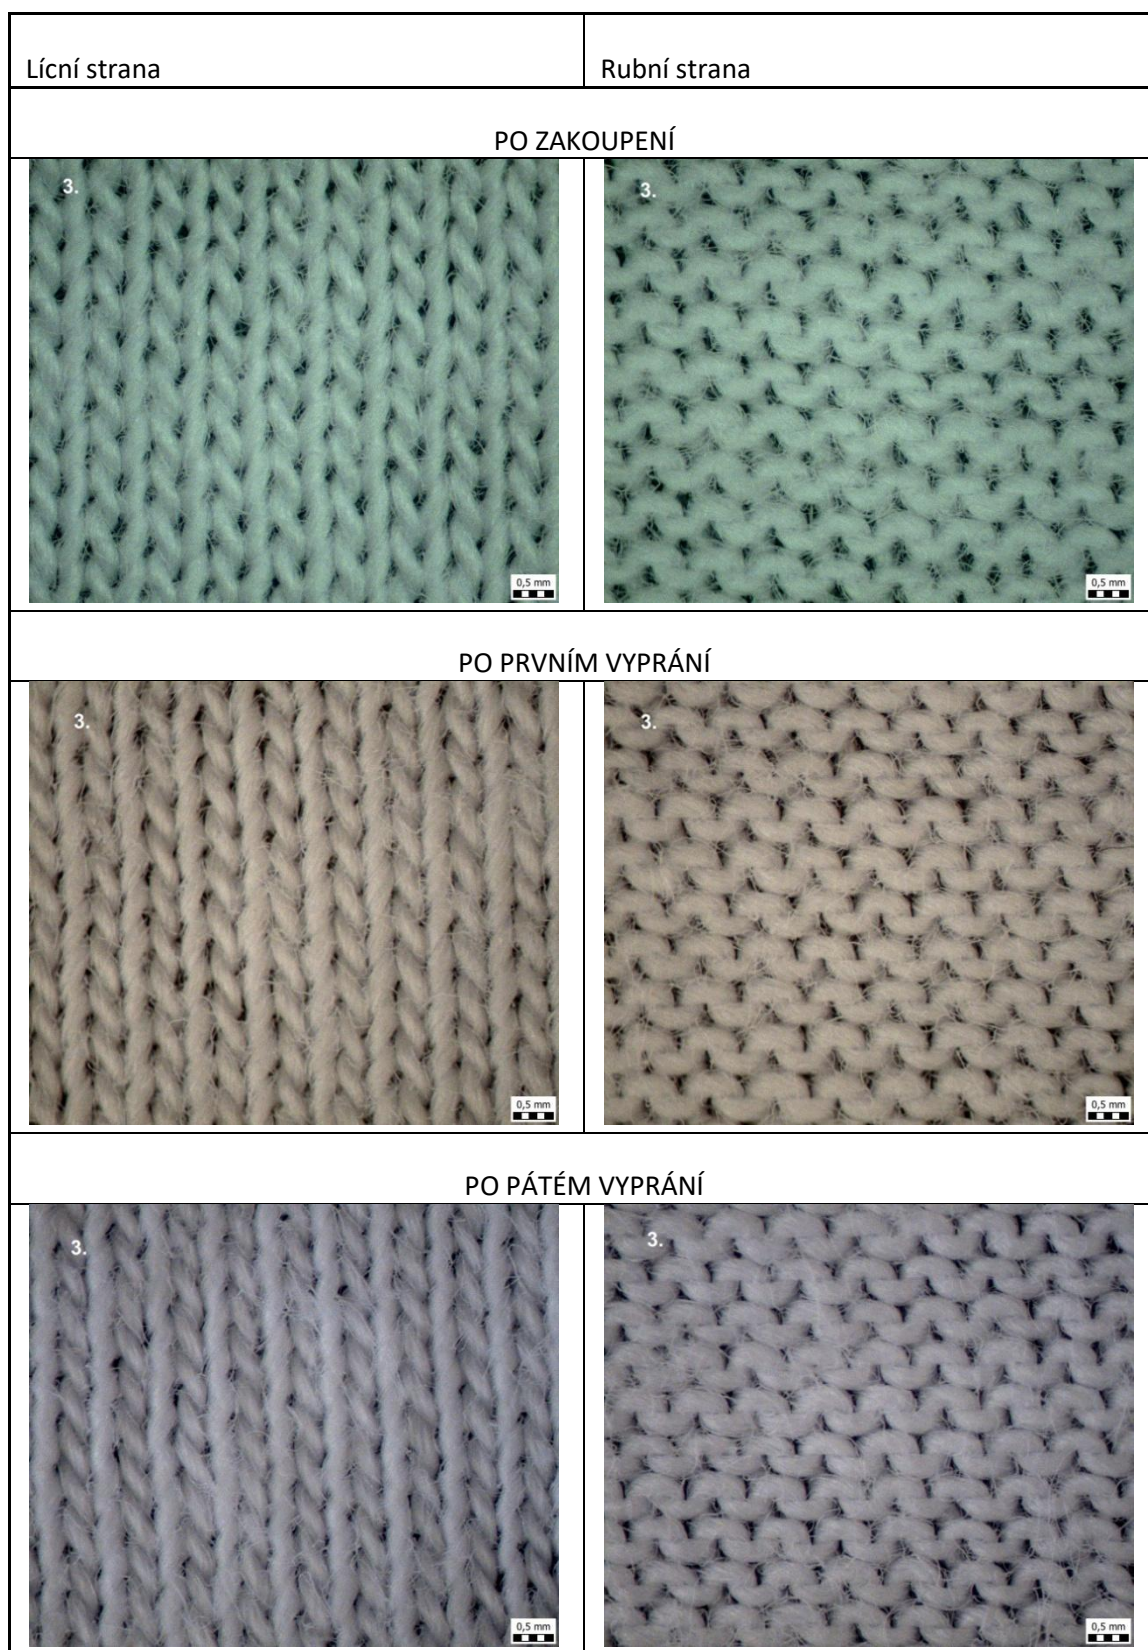 Lícní strana
Rubní strana
PO ZAKOUPENÍ
3.
3.
0,5 mm
0,5 mm
PO PRVNÍM VYPRÁNÍ
3.
3.
0,5 mm
0,5 mm
PO PÁTÉM VYPRÁNÍ
3.
3.
0,5 mm
0,5 mm